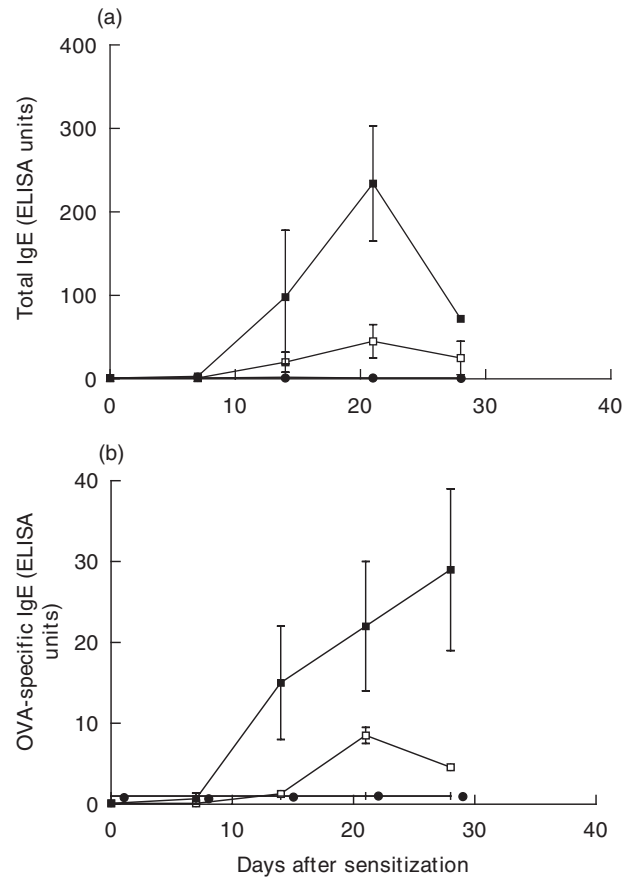 (a)
Total IgE (ELISA units)
400
300
200
100
0
0 10 20 30 40
(b)
OVA-specific IgE (ELISA
units)
40
30
20
10
0
0 10 20 30 40
Days after sensitization